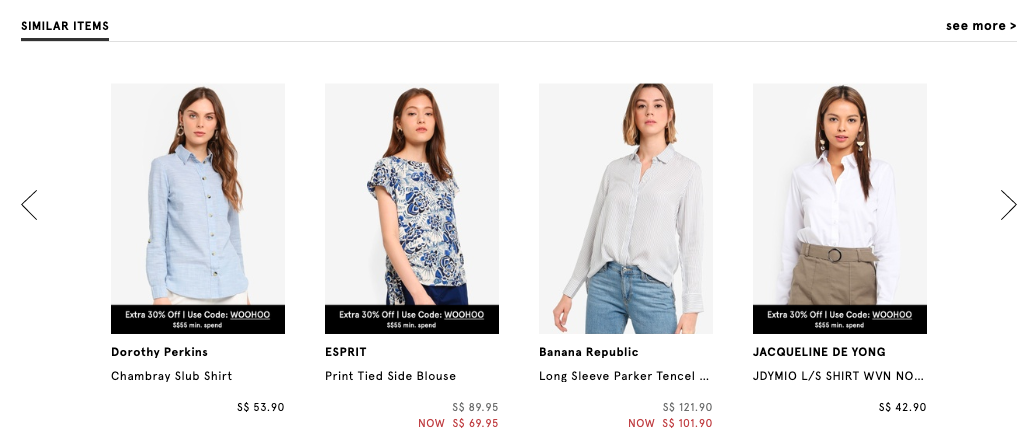 SIMILAR ITEMS
see more >
Extra 30% Off | Use Code: WOOHOO
S$55 min. spend
Extra 30% Off | Use Code: WOOHOO
S$55 min. spend
Extra 30% Off | Use Code: WOOHOO
S$55 min. spend
Dorothy Perkins
Chambray Slub Shirt
S$ 53.90
ESPRIT
Print Tied Side Blouse
S$ 89.95
NOW S$ 69.95
Banana Republic
Long Sleeve Parker Tencel ...
S$ 121.90
NOW S$ 101.90
JACQUELINE DE YONG
JDYMIO L/S SHIRT WVN NO...
S$ 42.90